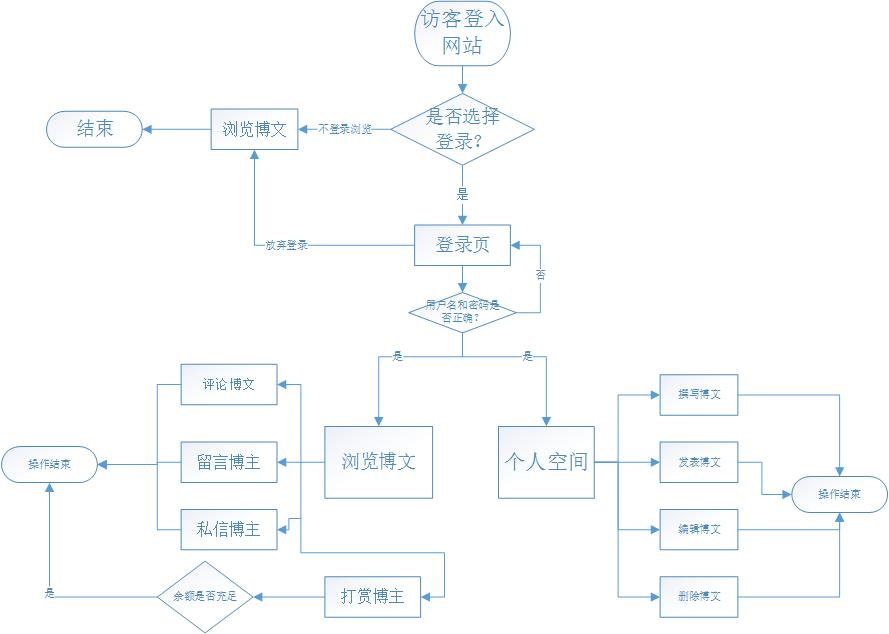 访客登入
网站
是否选择
登录？
不登录浏览
浏览博文
结束
是
登录页
放弃登录
否
用户名和密码是
否正确？
是
是
评论博文
撰写博文
操作结束
留言博主
浏览博文
个人空间
发表博文
操作结束
私信博主
编辑博文
是
余额是否充足
打赏博主
删除博文